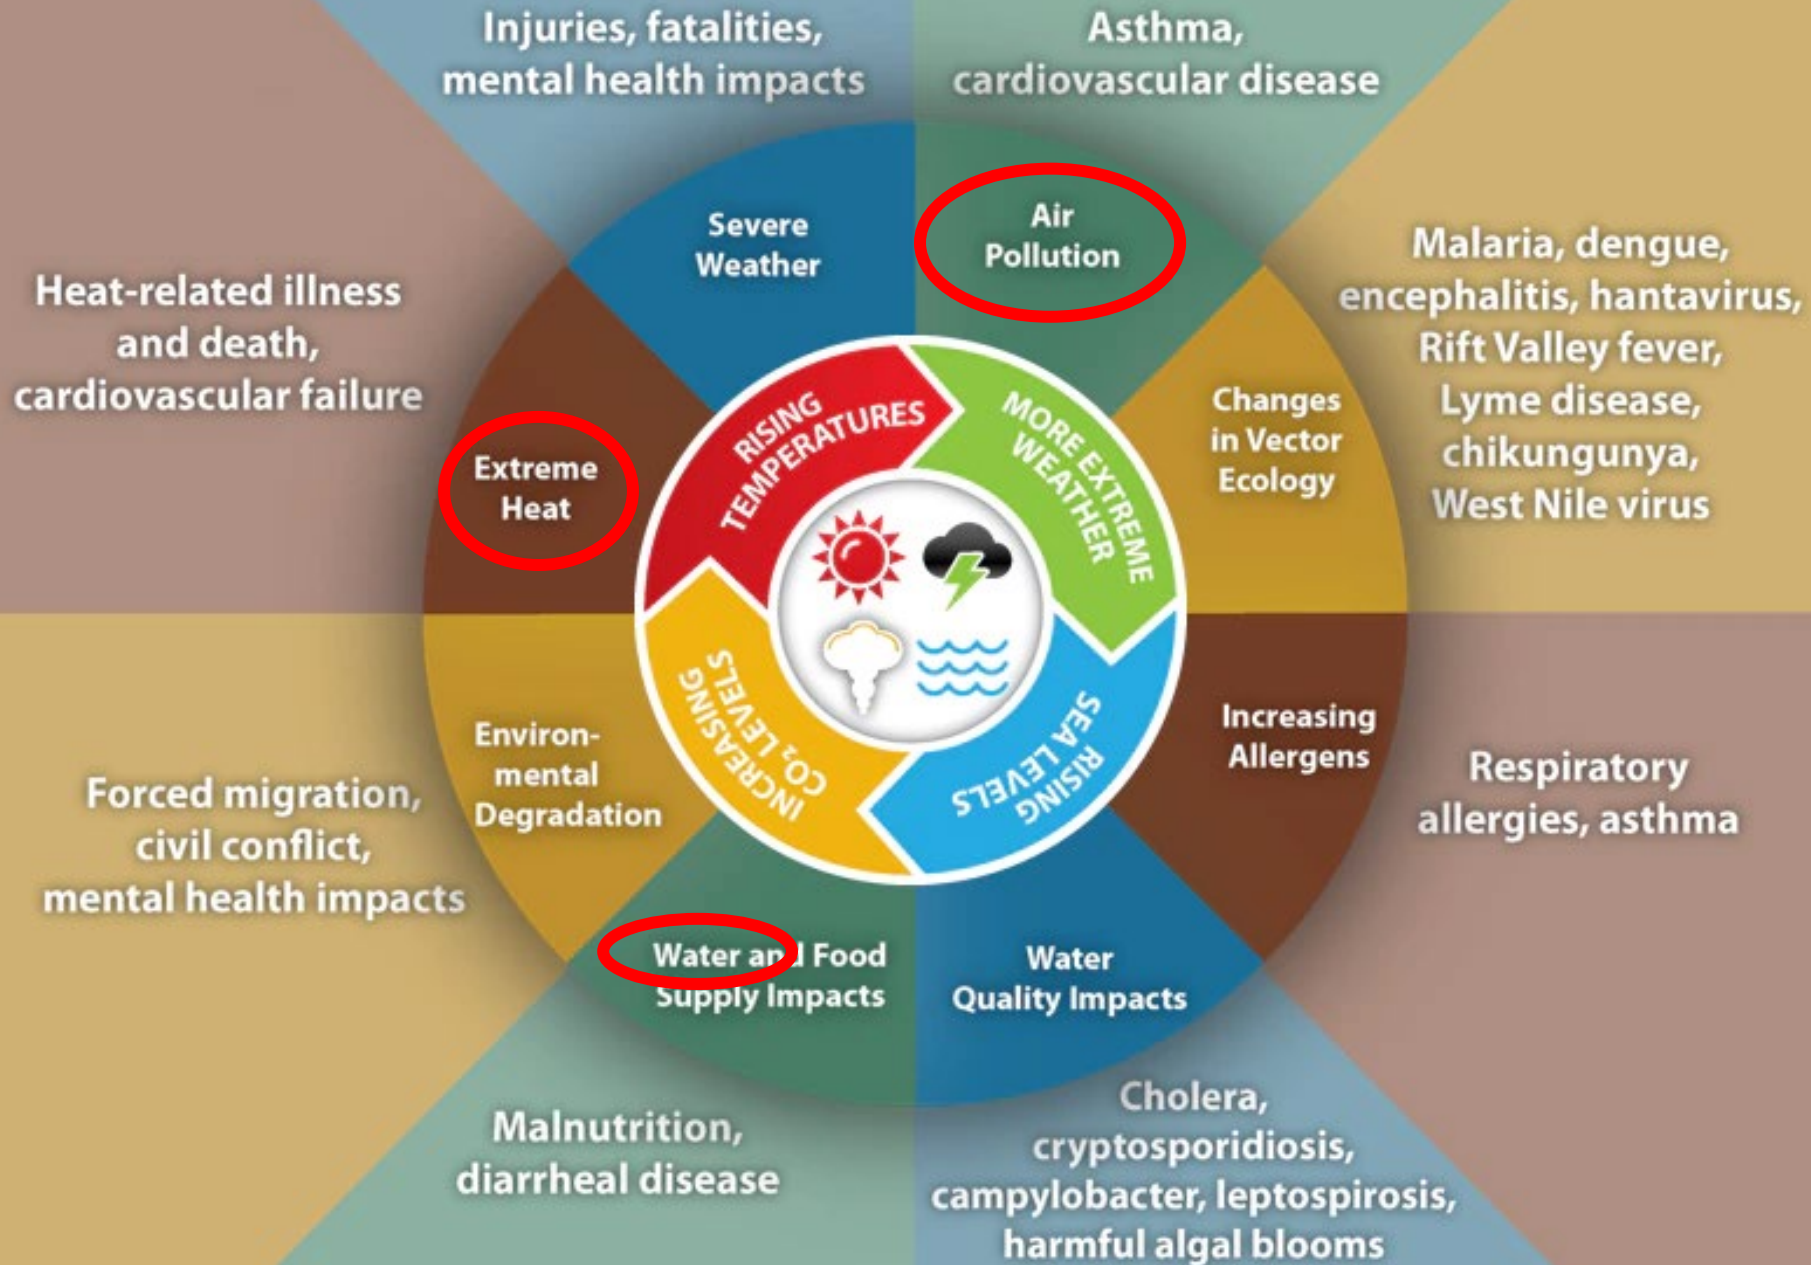 Injuries, fatalities,
mental health impacts
Asthma,
cardiovascular disease
Severe
Weather
Air
Pollution
Heat-related illness
and death,
cardiovascular failure
Malaria, dengue,
encephalitis, hantavirus,
Rift Valley fever,
Lyme disease,
chikungunya,
West Nile virus
Extreme
Heat
Changes
in Vector
Ecology
RISING
TEMPERATURES
MORE EXTREME
WEATHER
INCREASING
CO₂ LEVELS
RISING
SEA LEVELS
Environ-
mental
Degradation
Increasing
Allergens
Forced migration,
civil conflict,
mental health impacts
Respiratory
allergies, asthma
Water and Food
Supply Impacts
Water
Quality Impacts
Malnutrition,
diarrheal disease
Cholera,
cryptosporidiosis,
campylobacter, leptospirosis,
harmful algal blooms